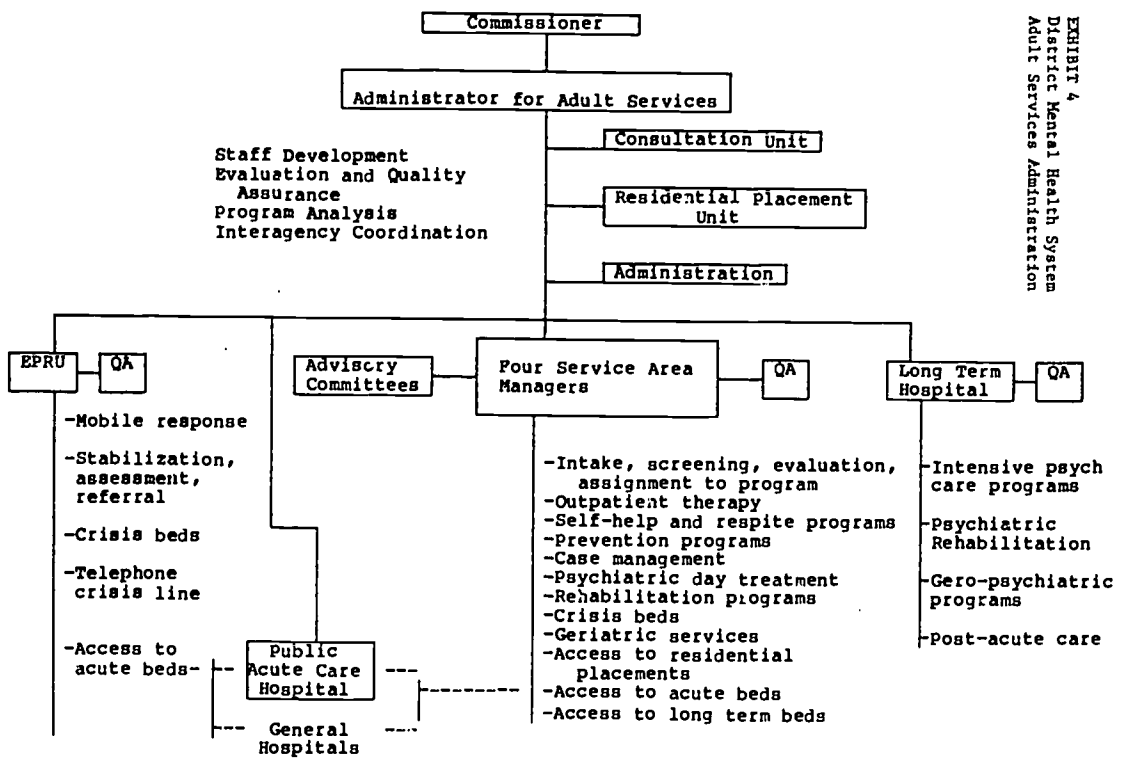 EXHIBIT 4
District Mental Health System
Adult Services Administration
Commissioner
Administrator for Adult Services
Staff Development
Evaluation and Quality
Assurance
Program Analysis
Interagency Coordination
Consultation Unit
Residential Placement
Unit
Administration
EPRU
QA
Advisory
Committees
Four Service Area
Managers
QA
Long Term
Hospital
QA
-Mobile response
-Stabilization,
assessment,
referral
-Crisis beds
-Telephone
crisis line
-Access to
acute beds-
Public
Acute Care
Hospital
General
Hospitals
-Intake, screening, evaluation,
assignment to program
-Outpatient therapy
-Self-help and respite programs
-Prevention programs
-Case management
-Psychiatric day treatment
-Rehabilitation programs
-Crisis beds
-Geriatric services
-Access to residential
placements
-Access to acute beds
-Access to long term beds
-Intensive psych
care programs
-Psychiatric
Rehabilitation
-Gero-psychiatric
programs
-Post-acute care